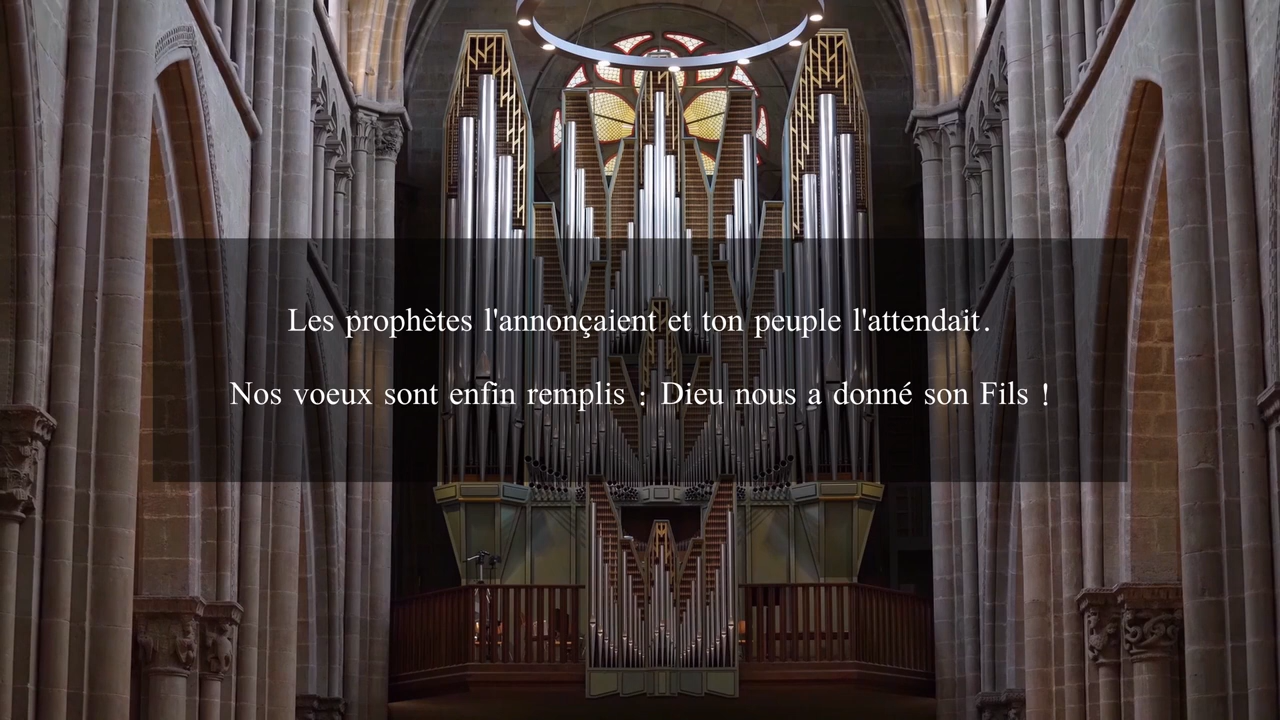 Les prophètes l'annonçaient et ton peuple l'attendait.
Nos voeux sont enfin remplis : Dieu nous a donné son Fils !